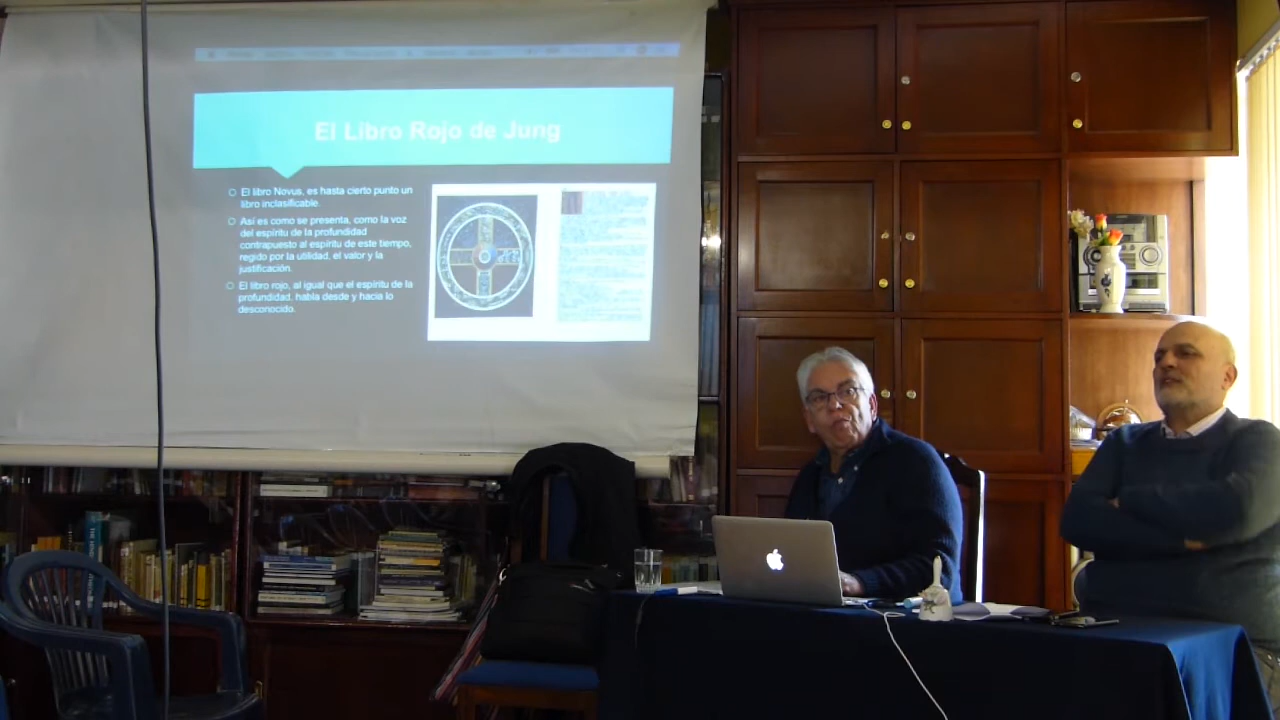 El Libro Rojo de Jung
El libro Novus, es hasta cierto punto un
libro inclasificable.
Así es como se presenta, como la voz
del espíritu de la profundidad
contrapuesto al espíritu de este tiempo,
regido por la utilidad, el valor y la
justificación.
El libro rojo, al igual que el espíritu de la
profundidad, habla desde y hacia lo
desconocido.